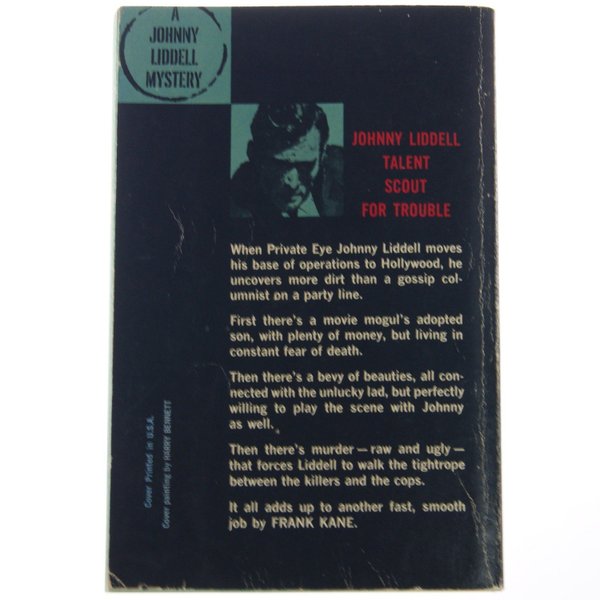 A
JOHNNY
LIDDELL
MYSTERY
JOHNNY LIDDELL
TALENT
SCOUT
FOR TROUBLE
When Private Eye Johnny Liddell moves
his base of operations to Hollywood, he
uncovers more dirt than a gossip col-
umnist on a party line.
First there's a movie mogul's adopted
son, with plenty of money, but living in
constant fear of death.
Then there's a bevy of beauties, all con-
nected with the unlucky lad, but perfectly
willing to play the scene with Johnny
as well.
Then there's murder — raw and ugly —
that forces Liddell to walk the tightrope
between the killers and the cops.
It all adds up to another fast, smooth
job by FRANK KANE.
Cover Printed in U.S.A.
Cover painting by HARRY BENNETT